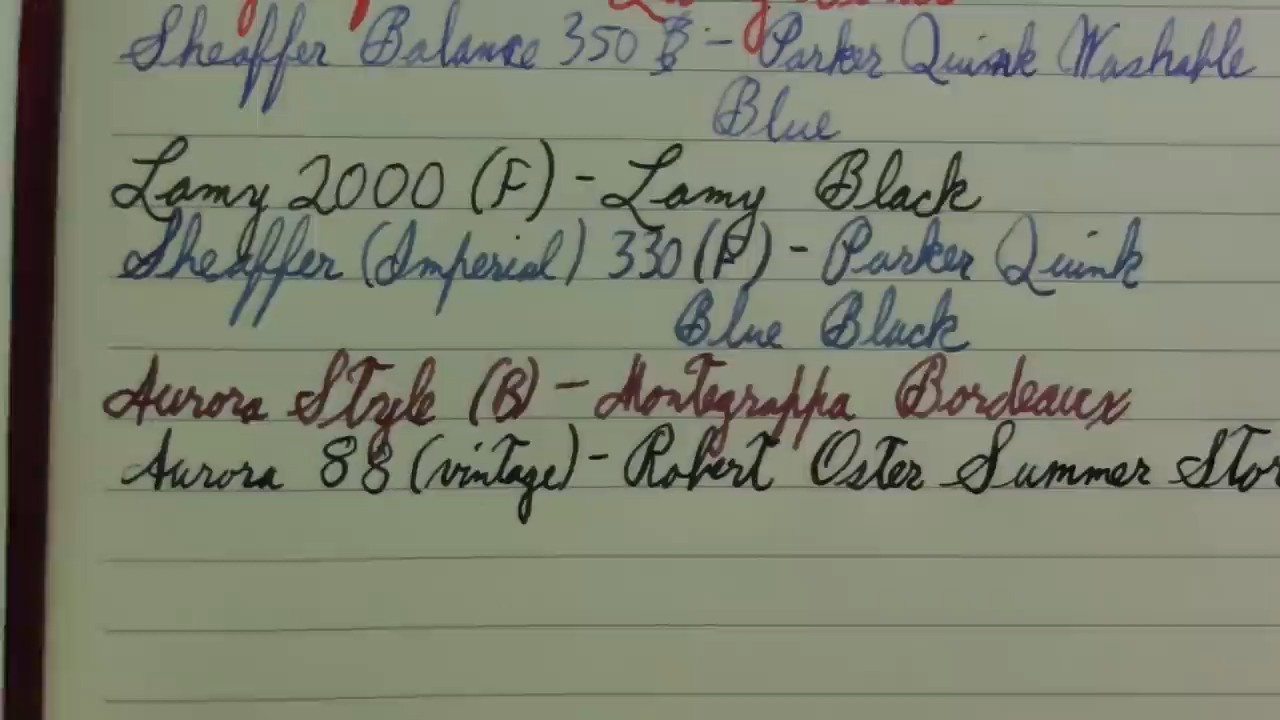 Sheaffer Balance 350 - Parker Quink Washable
Blue
Lamy 2000 (F) - Lamy Black
Sheaffer (Imperial) 330 (F) - Parker Quink
Blue Black
Aurora Style (B) - Montegrappa Bordeaux
Aurora 88 (vintage) - Robert Oster Summer Stor